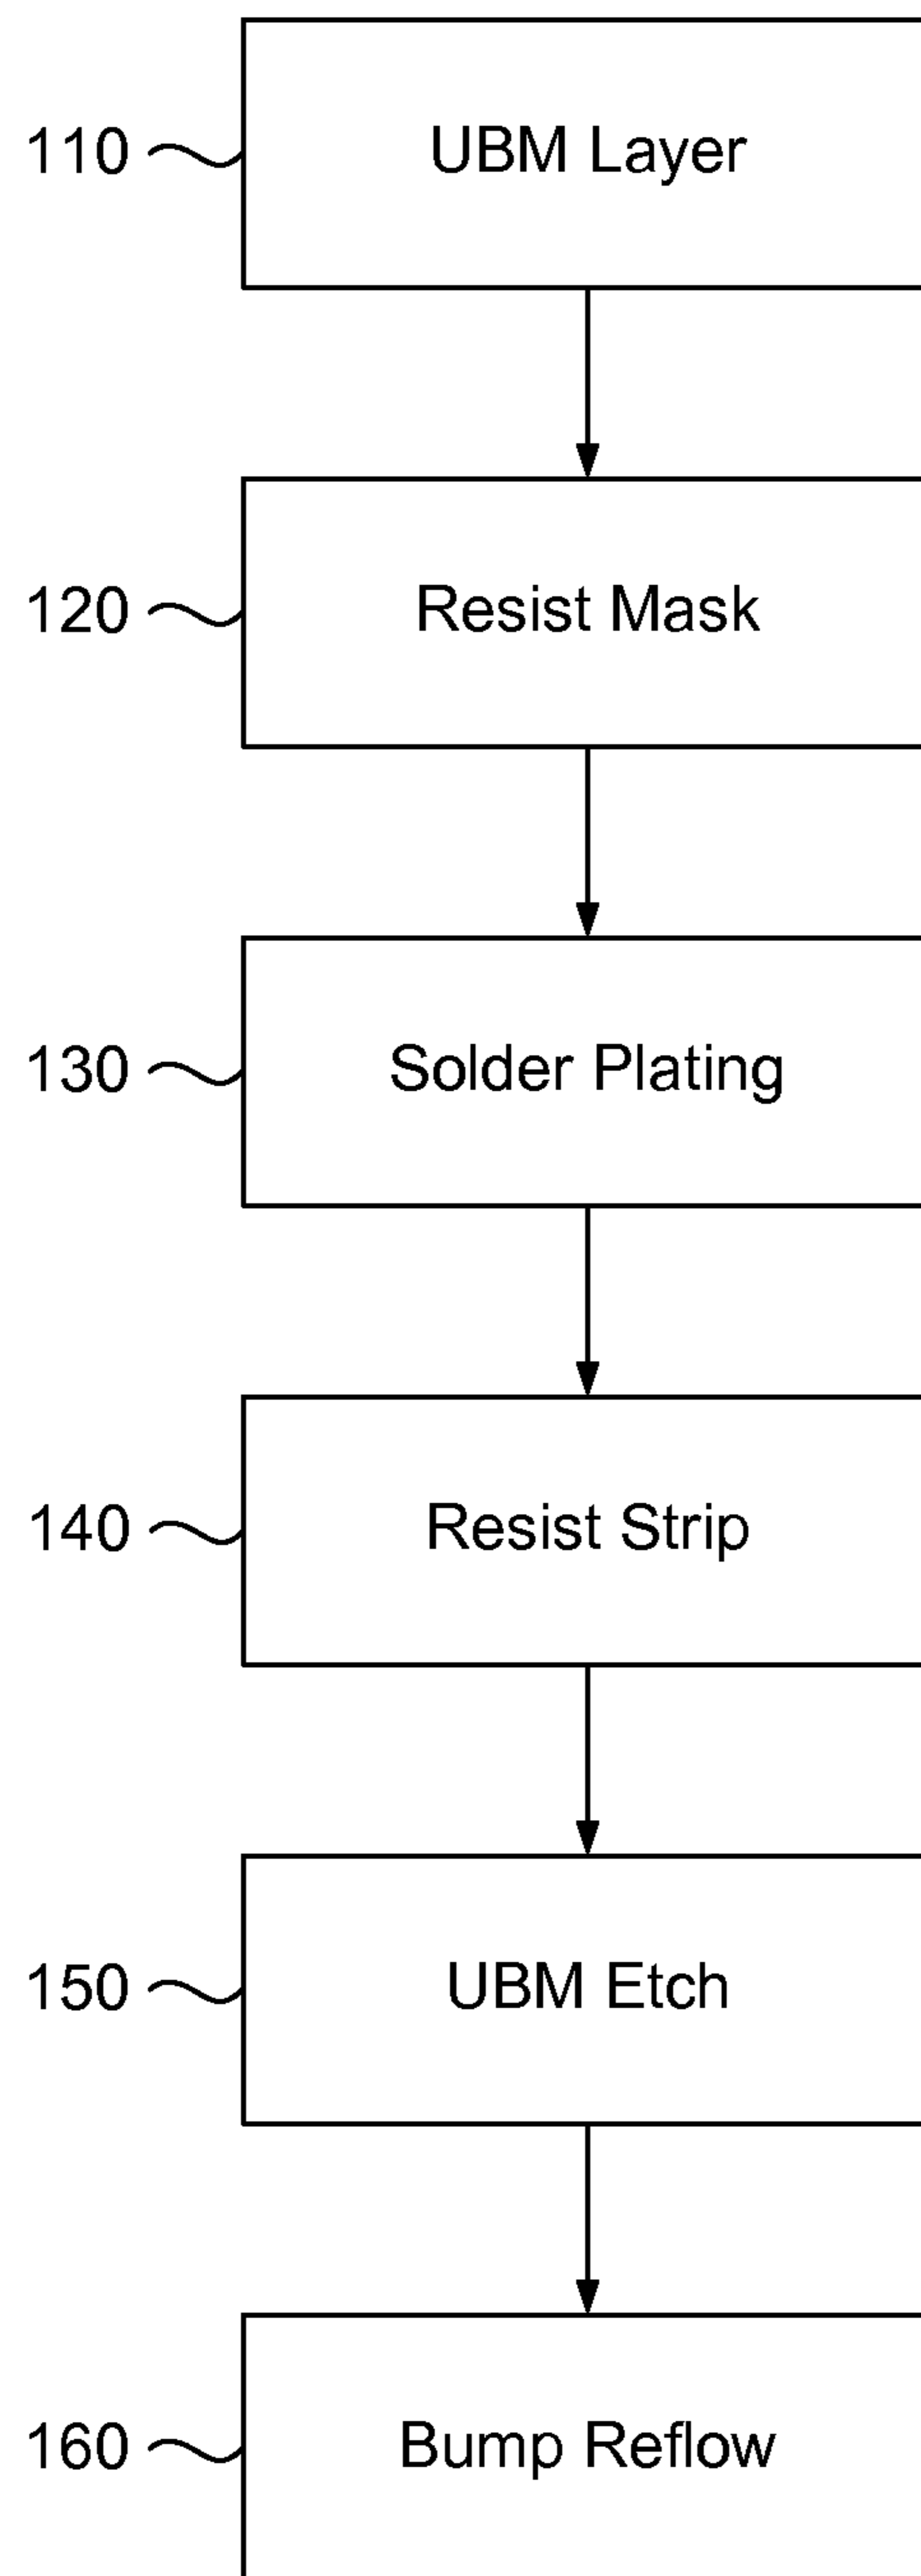 110 UBM Layer
120 Resist Mask
130 Solder Plating
140 Resist Strip
150 UBM Etch
160 Bump Reflow